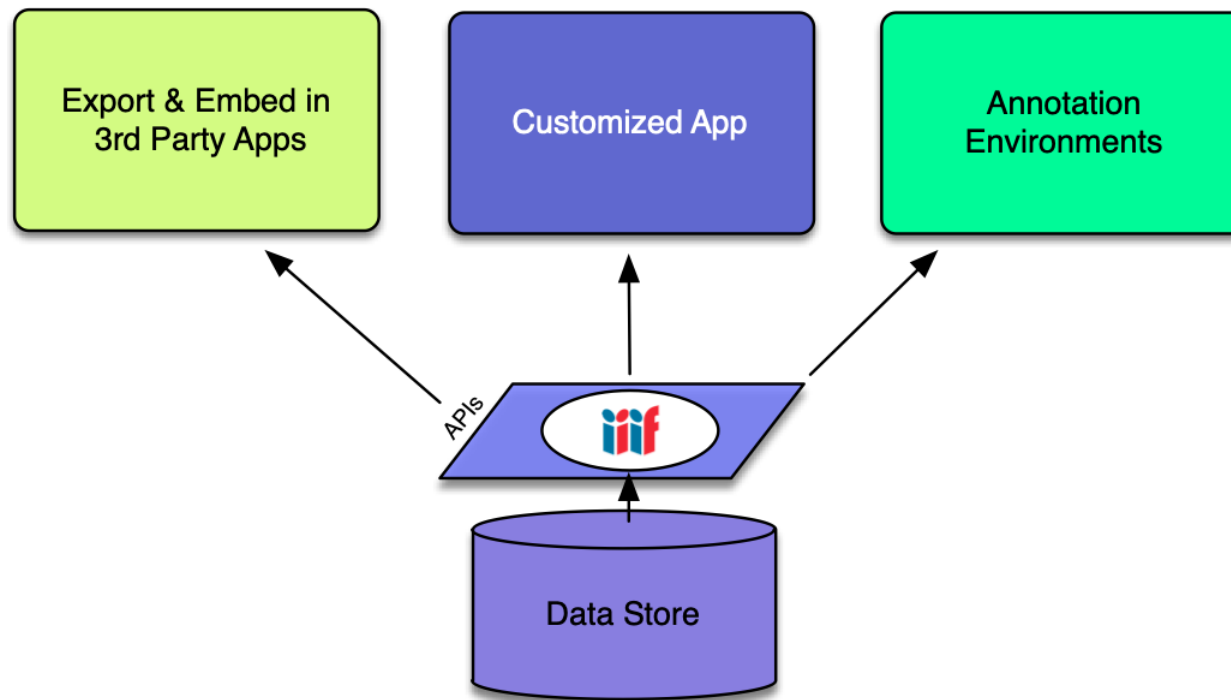 Export & Embed in
3rd Party Apps
Customized App
Annotation
Environments
APIs
iiif
Data Store